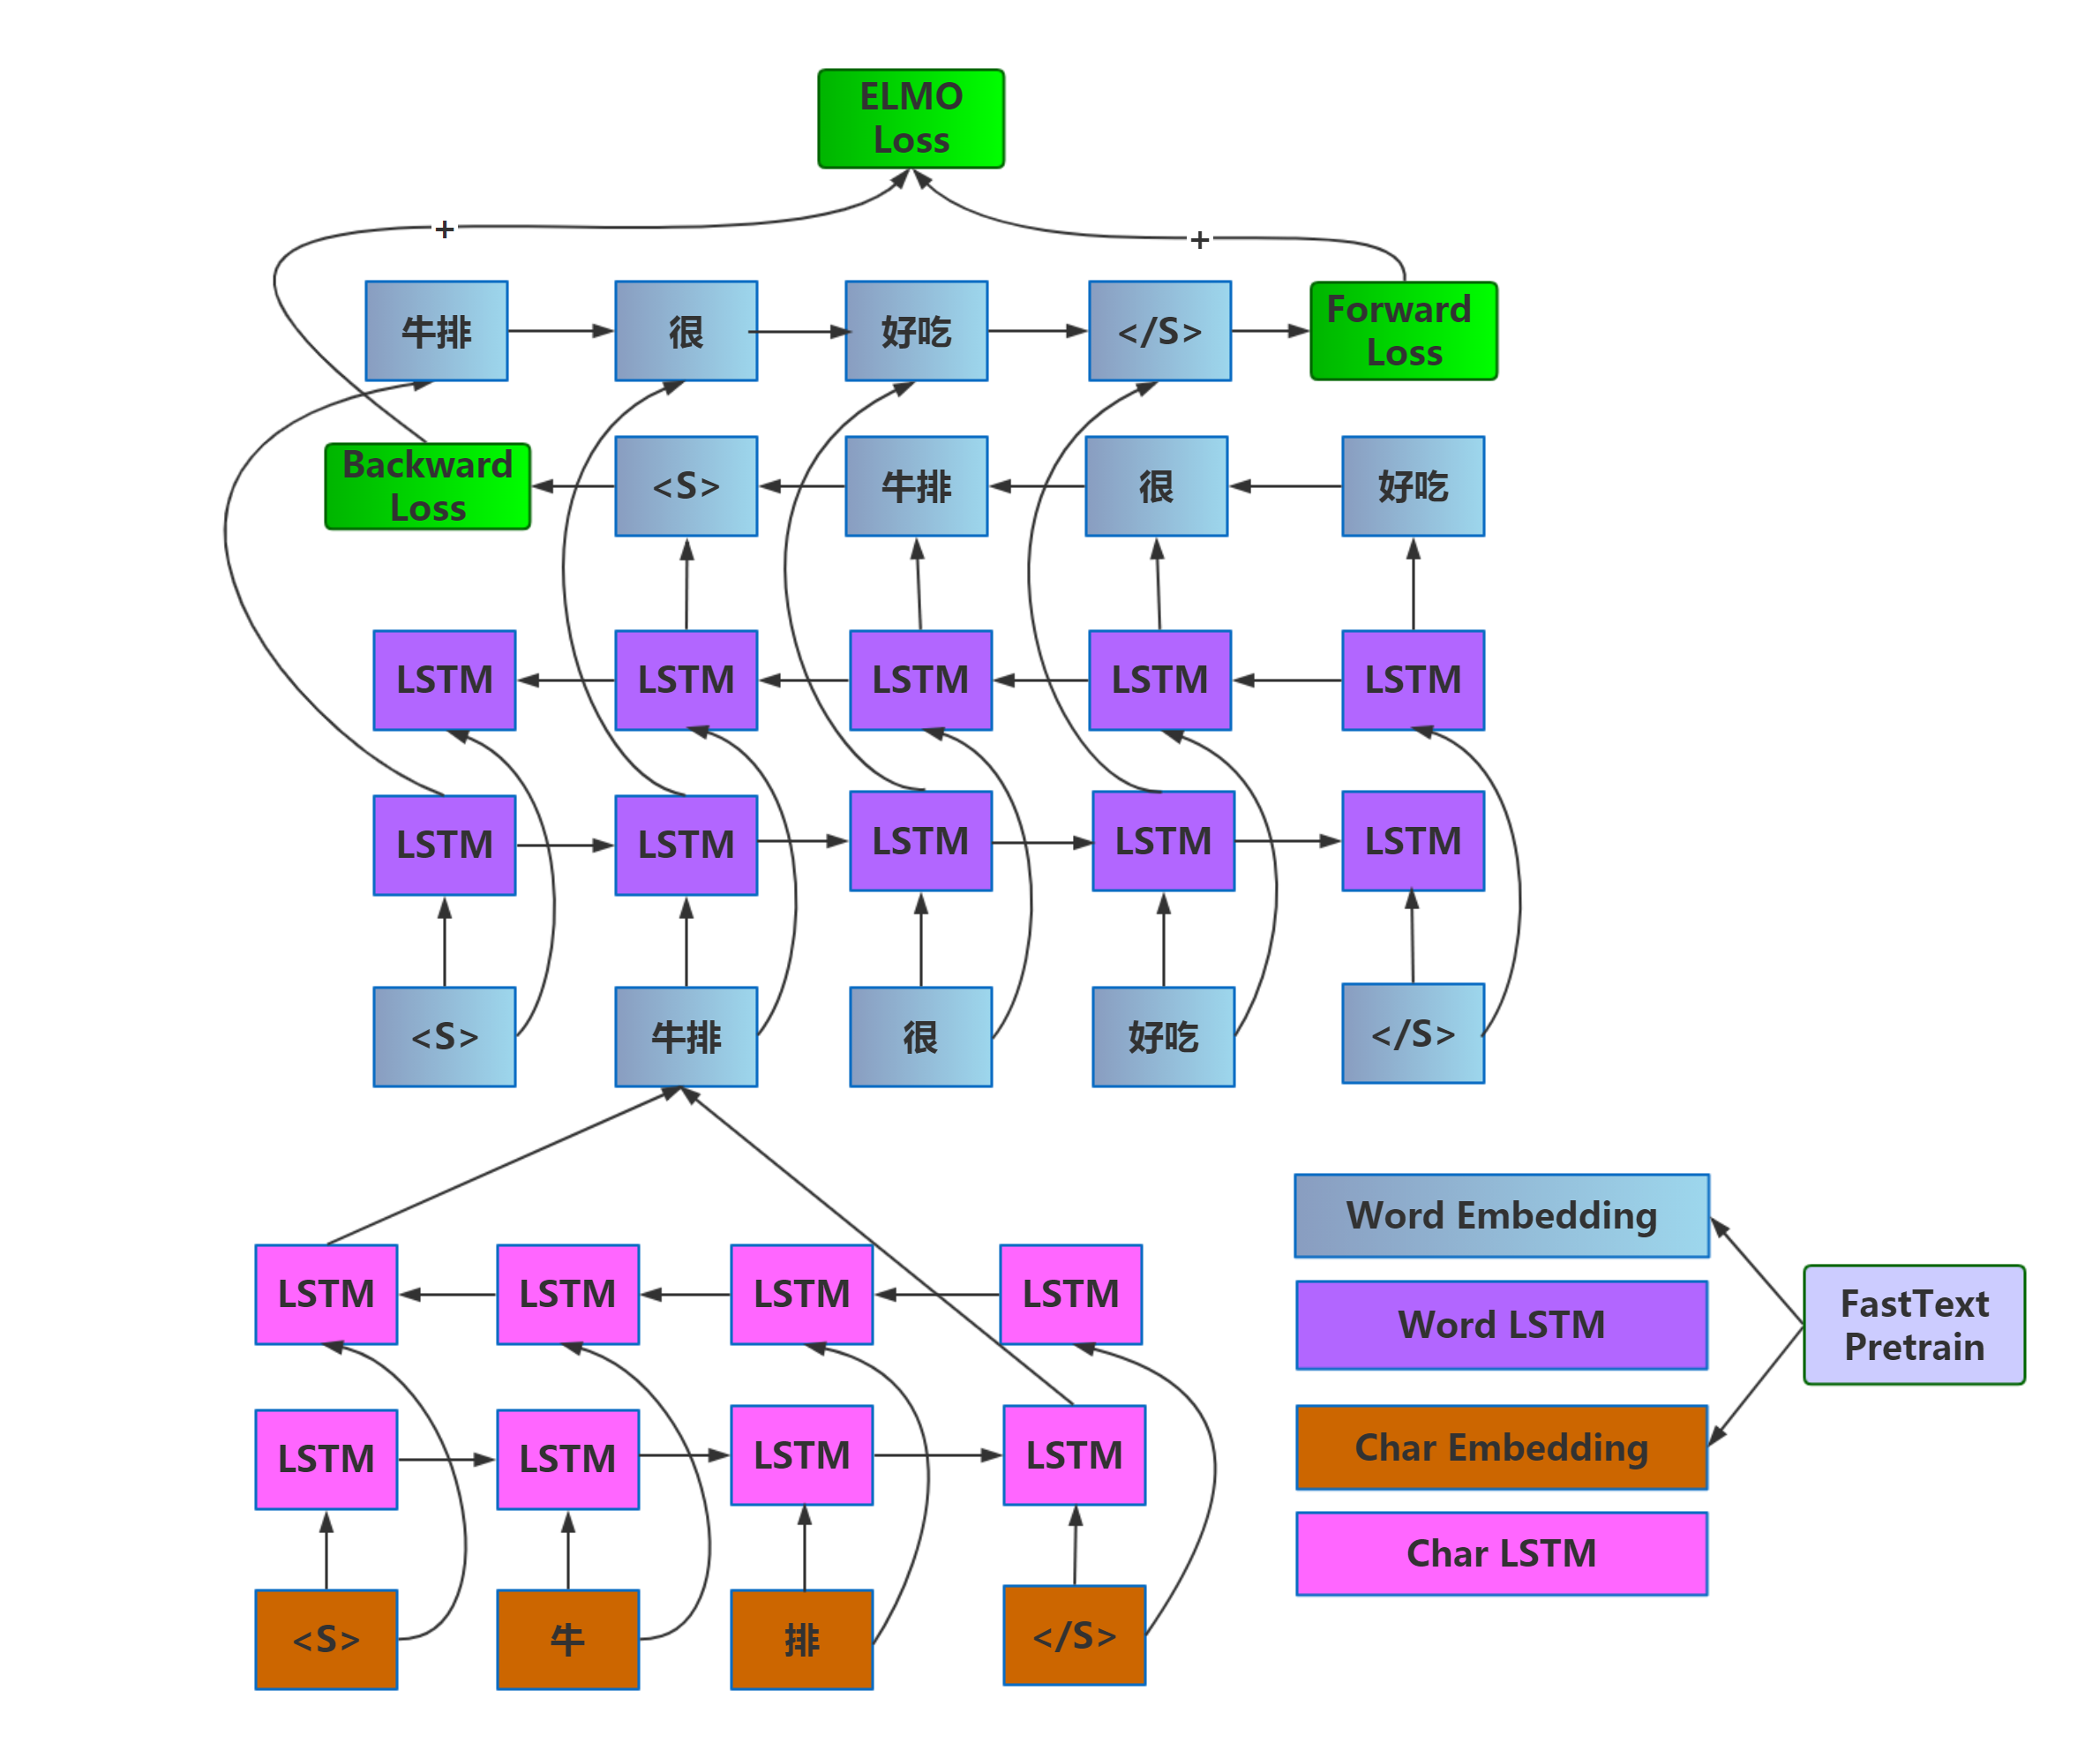 ELMO
Loss
+
+
牛排
很
好吃
</S>
Forward
Loss
Backward
Loss
<S>
牛排
很
好吃
LSTM
LSTM
LSTM
LSTM
LSTM
LSTM
LSTM
LSTM
LSTM
LSTM
<S>
牛排
很
好吃
</S>
LSTM
LSTM
LSTM
LSTM
LSTM
LSTM
LSTM
LSTM
<S>
牛
排
</S>
Word Embedding
Word LSTM
Char Embedding
Char LSTM
FastText
Pretrain